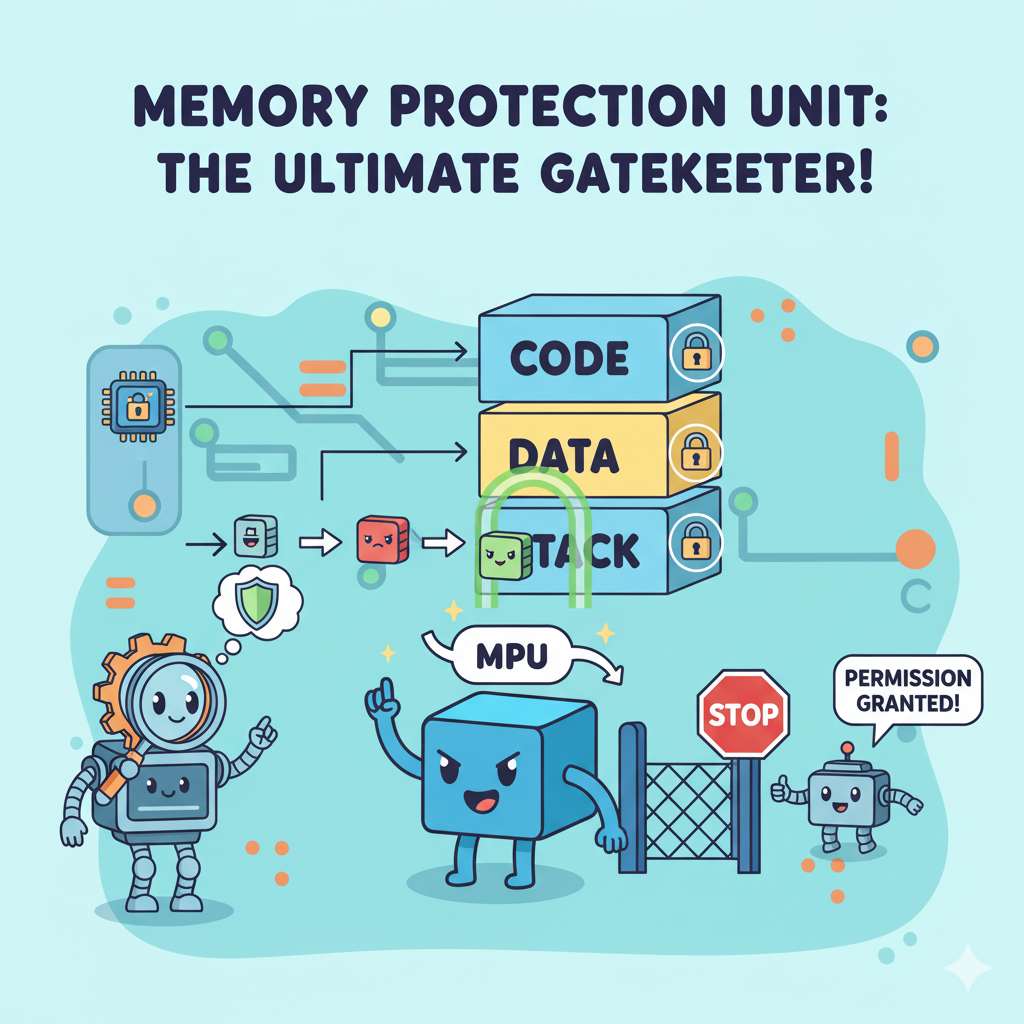 MEMORY PROTECTION UNIT:
THE ULTIMATE GATEKEETER!
CODE
DATA
TACK
MPU
STOP
PERMISSION
GRANTED!